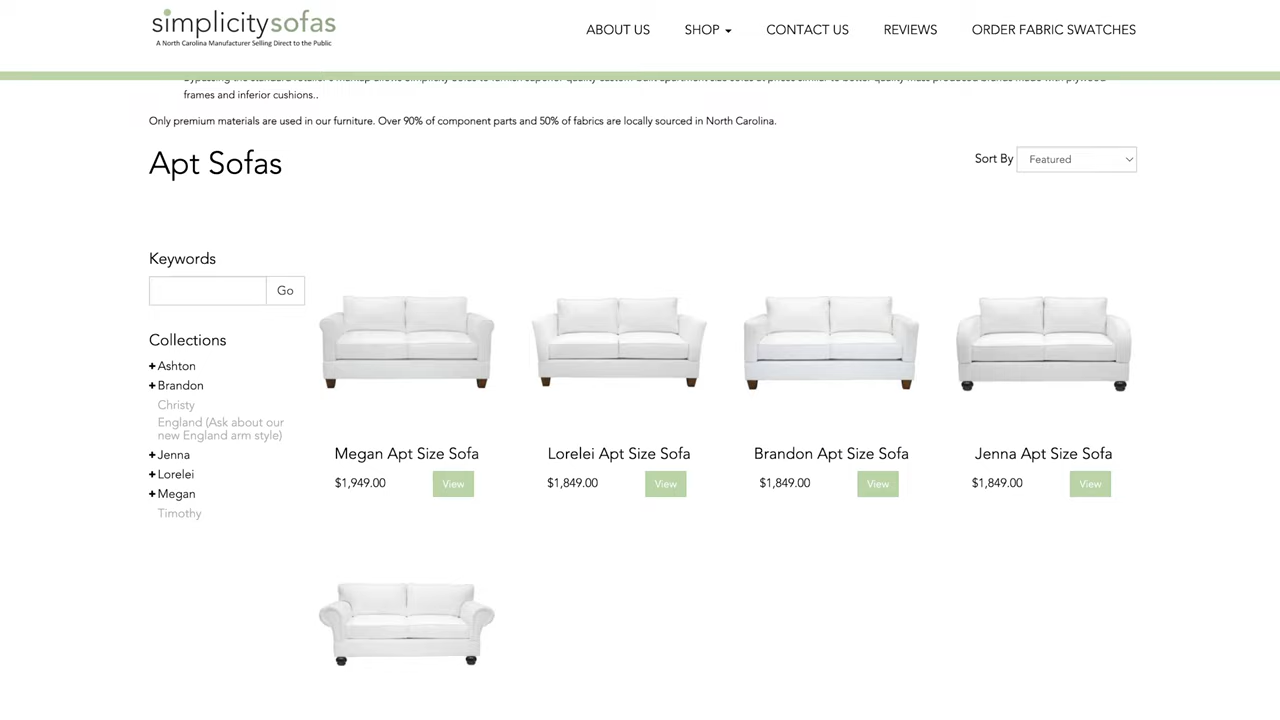 simplicitysofas
A North Carolina Manufacturer Selling Direct to the Public
ABOUT US
SHOP
CONTACT US
REVIEWS
ORDER FABRIC SWATCHES
frames and inferior cushions..
Only premium materials are used in our furniture. Over 90% of component parts and 50% of fabrics are locally sourced in North Carolina.
Apt Sofas
Sort By Featured
Keywords
Go
Collections
+Ashton
+Brandon
Christy
England (Ask about our
new England arm style)
+Jenna
+Lorelei
+Megan
Timothy
Megan Apt Size Sofa
$1,949.00 View
Lorelei Apt Size Sofa
$1,849.00 View
Brandon Apt Size Sofa
$1,849.00 View
Jenna Apt Size Sofa
$1,849.00 View